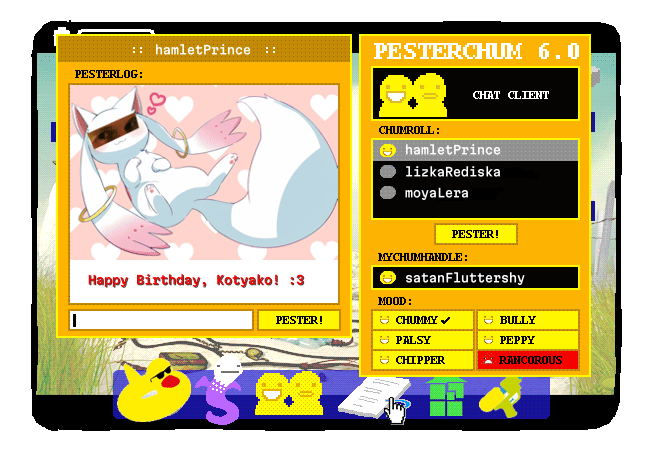 :: hamletPrince ::
PESTERLOG:
Happy Birthday, Kotyako! :3
PESTER!
PESTERCHUM 6.0
CHAT CLIENT
CHUMROLL:
hamletPrince
lizkaRediska
moyaLera
PESTER!
MYCHUMHANDLE:
satanFluttershy
MOOD:
CHUMMY ✔ BULLY
PALSY PEPPY
CHIPPER RANCOROUS